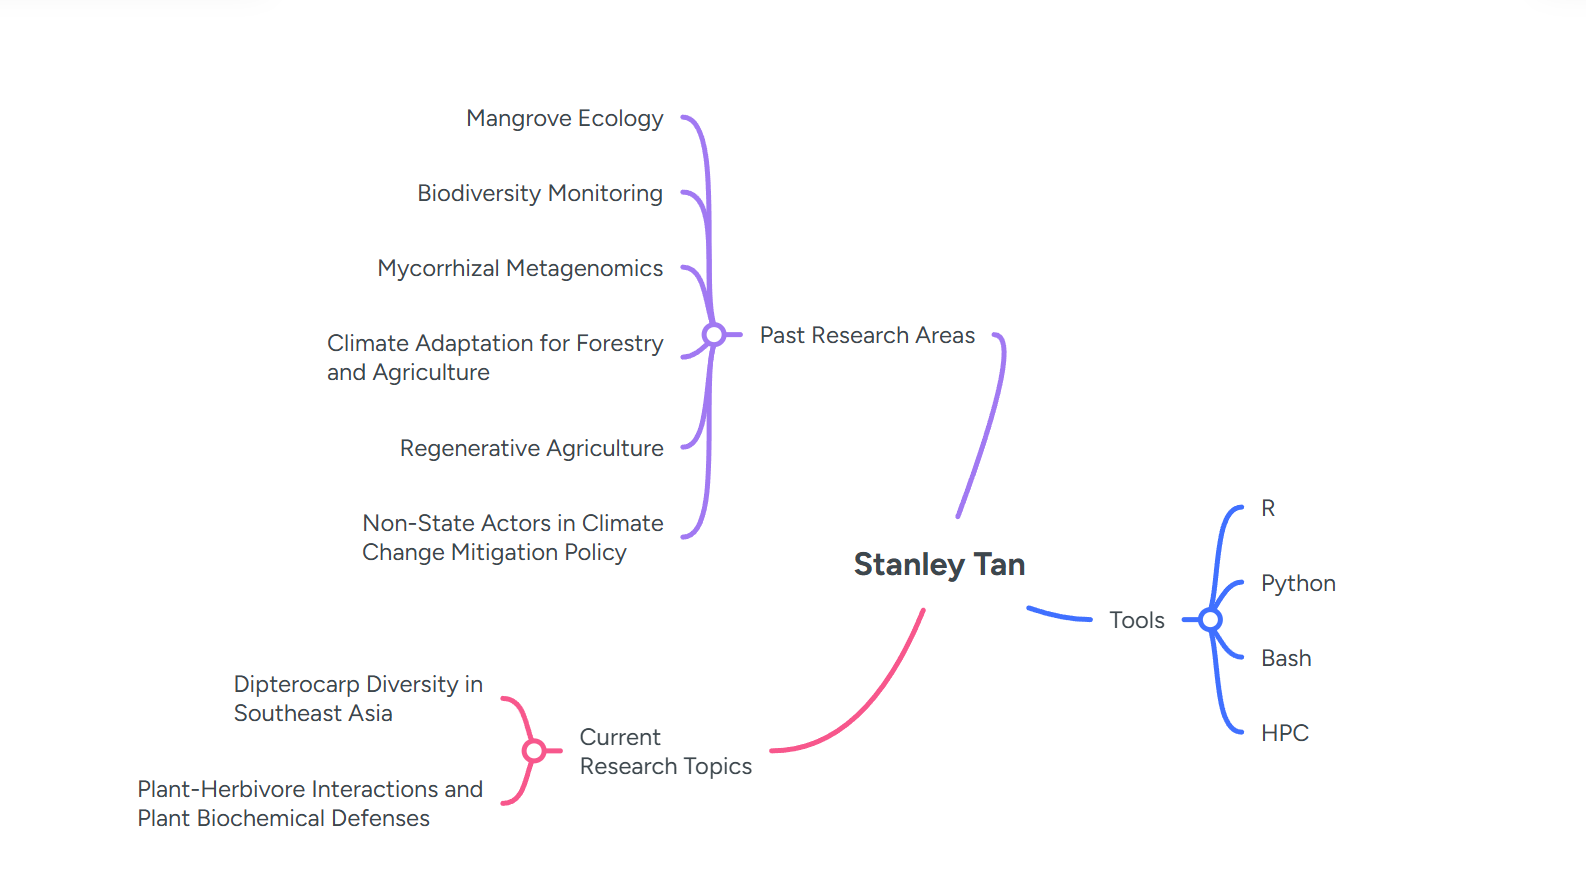 Mangrove Ecology
Biodiversity Monitoring
Mycorrhizal Metagenomics
Climate Adaptation for Forestry
and Agriculture
Regenerative Agriculture
Non-State Actors in Climate
Change Mitigation Policy
Past Research Areas
Stanley Tan
Tools
R
Python
Bash
HPC
Current
Research Topics
Dipterocarp Diversity in
Southeast Asia
Plant-Herbivore Interactions and
Plant Biochemical Defenses